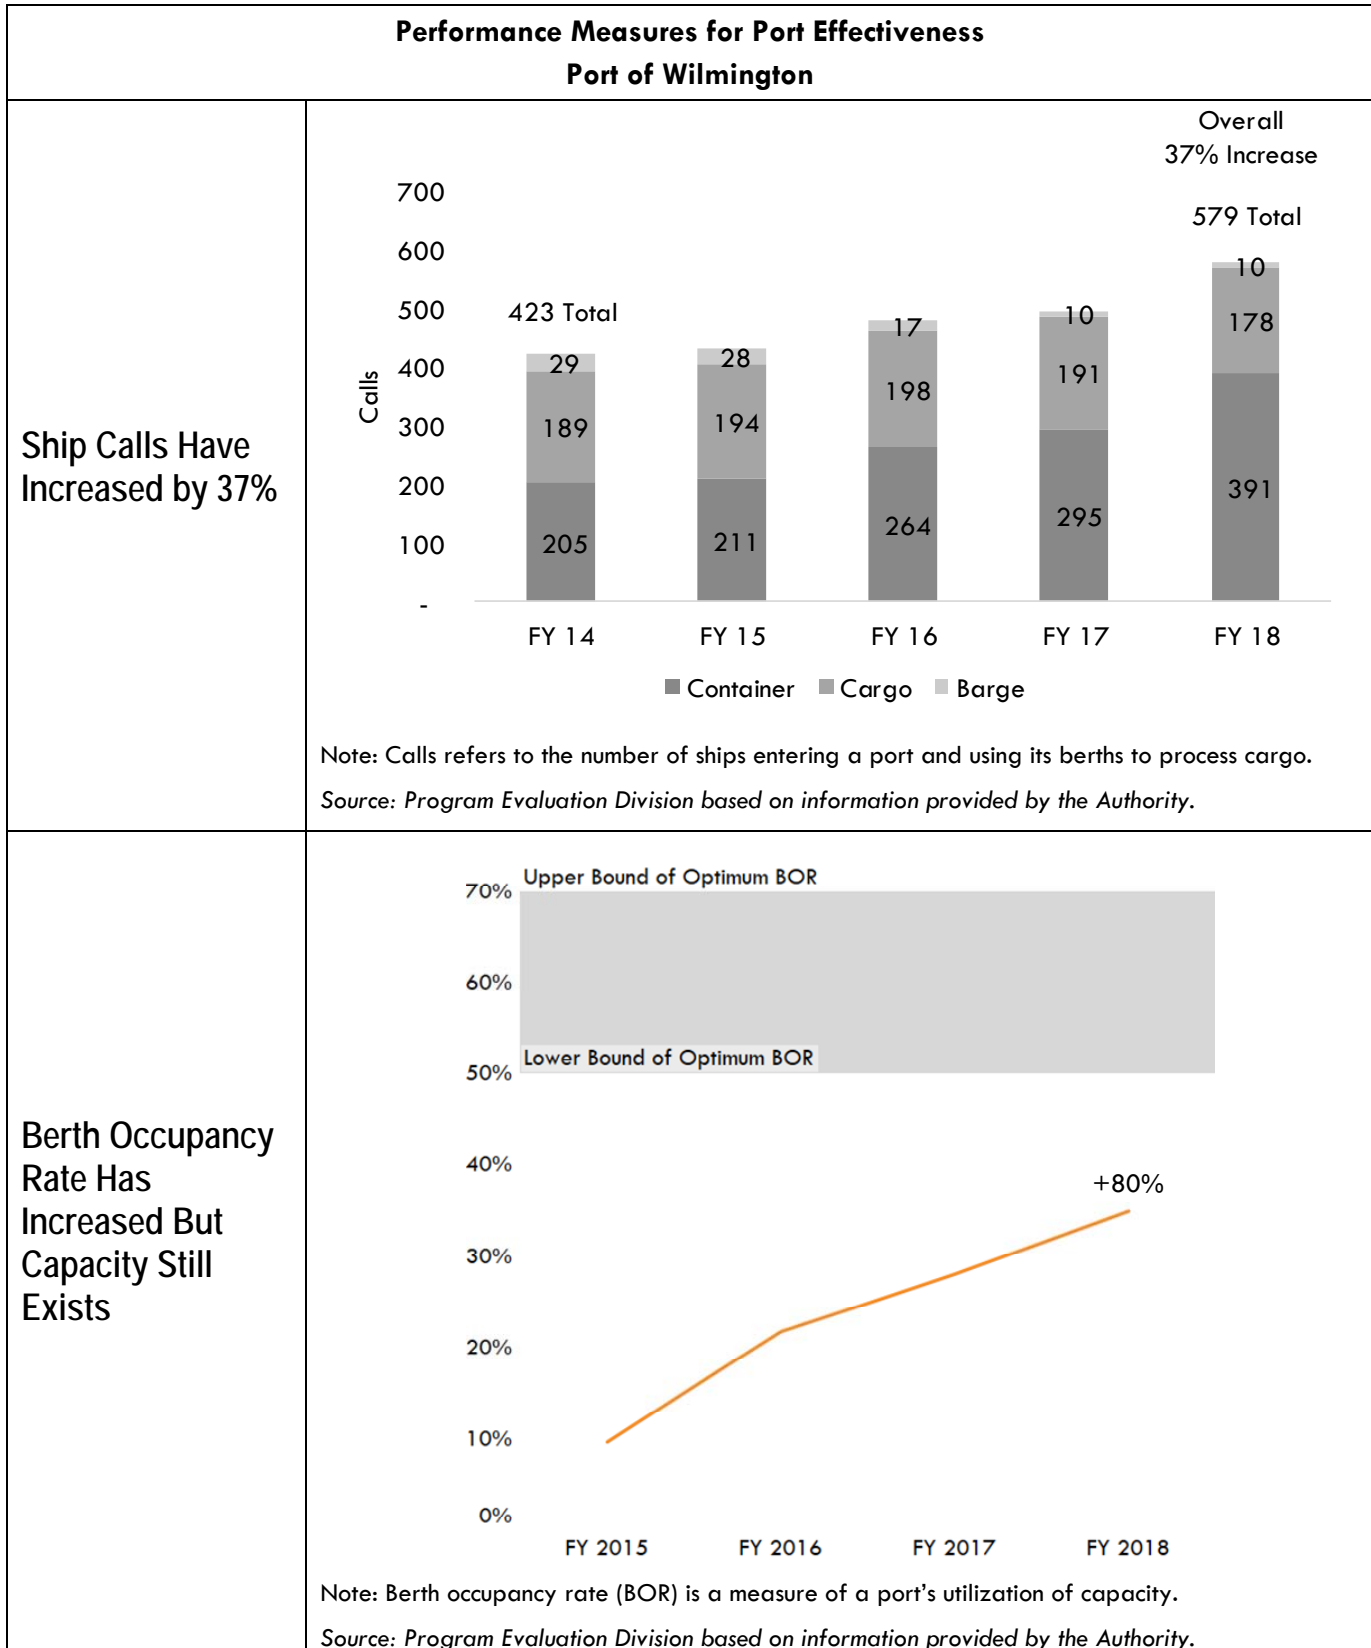 Performance Measures for Port Effectiveness
Port of Wilmington
Ship Calls Have
Increased by 37%
Overall
37% Increase
700
600
500
400
300
200
100
-
Calls
423 Total
579 Total
29
28
17
10
10
189
194
198
191
178
205
211
264
295
391
FY 14
FY 15
FY 16
FY 17
FY 18
Container
Cargo
Barge
Note: Calls refers to the number of ships entering a port and using its berths to process cargo.
Source: Program Evaluation Division based on information provided by the Authority.
Berth Occupancy
Rate Has
Increased But
Capacity Still
Exists
Upper Bound of Optimum BOR
70%
60%
Lower Bound of Optimum BOR
50%
40%
+80%
30%
20%
10%
0%
FY 2015
FY 2016
FY 2017
FY 2018
Note: Berth occupancy rate (BOR) is a measure of a port's utilization of capacity.
Source: Program Evaluation Division based on information provided by the Authority.